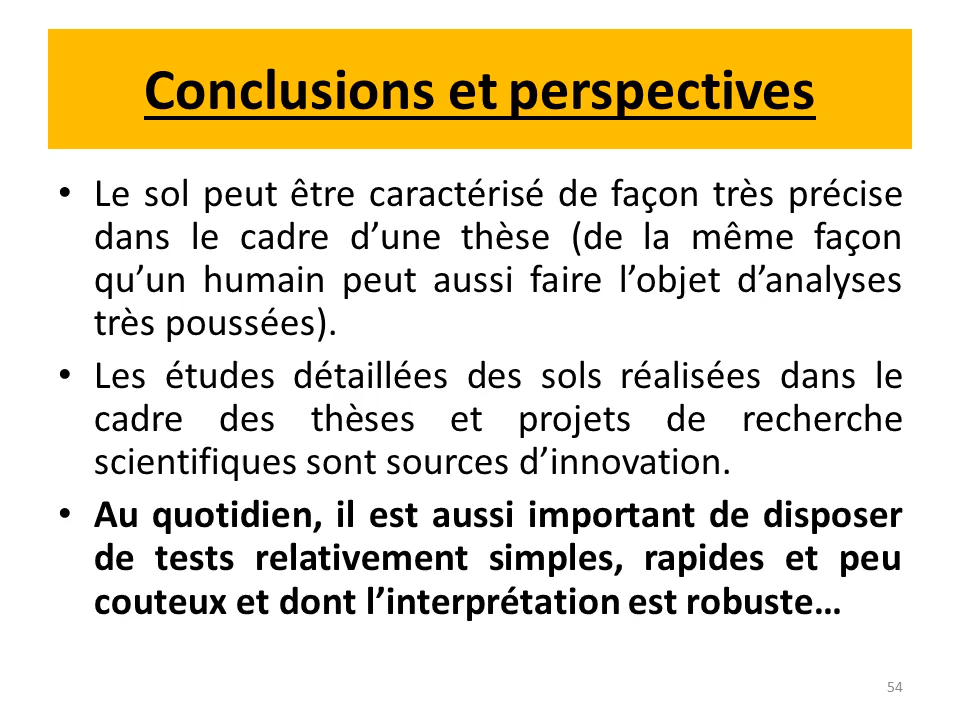 Conclusions et perspectives
• Le sol peut être caractérisé de façon très précise
dans le cadre d’une thèse (de la même façon
qu’un humain peut aussi faire l’objet d’analyses
très poussées).
• Les études détaillées des sols réalisées dans le
cadre des thèses et projets de recherche
scientifiques sont sources d’innovation.
• Au quotidien, il est aussi important de disposer
de tests relativement simples, rapides et peu
couteux et dont l’interprétation est robuste…
54